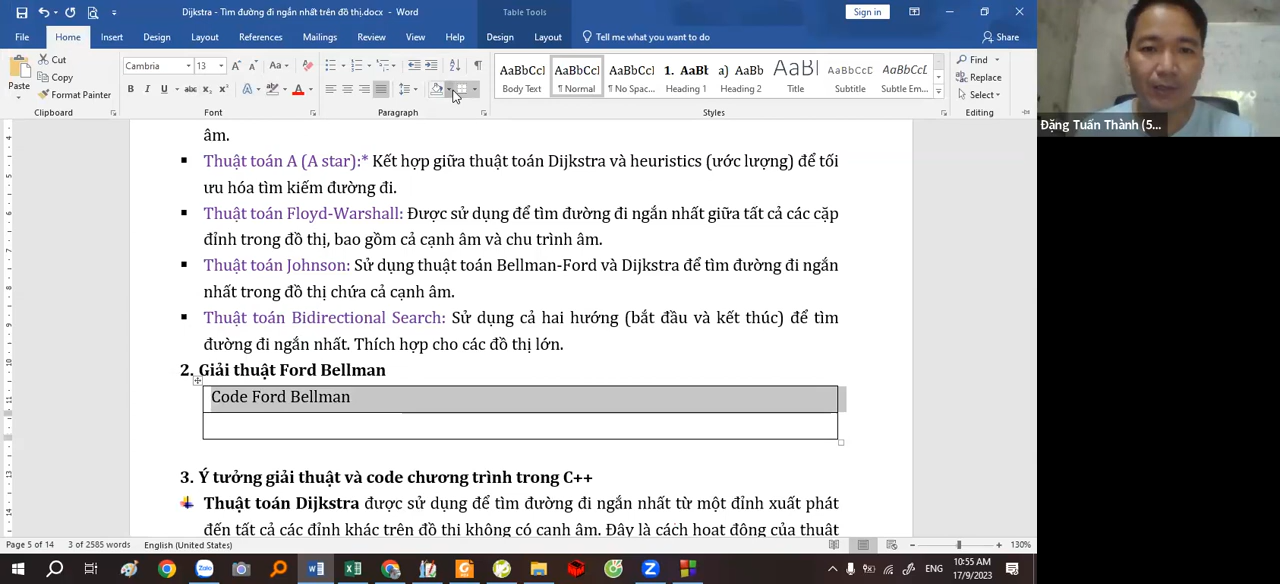 Dijkstra - Tìm đường đi ngắn nhất trên đồ thị.docx - Word
Table Tools
Sign in
File Home Insert Design Layout References Mailings Review View Help Design Layout Tell me what you want to do Share
Paste
Cut
Copy
Format Painter
Clipboard
Cambria 13
Font
Paragraph
AaBbCcl Body Text
AaBbCcl ¶ Normal
AaBbCcl ¶ No Spac...
1. AaBb Heading 1
a) AaBb Heading 2
AaBl Title
AaBbCcD Subtitle
AaBbCcL Subtle Em...
Styles
Find
Replace
Select
Editing
âm.
Thuật toán A (A star):* Kết hợp giữa thuật toán Dijkstra và heuristics (ước lượng) để tối
ưu hóa tìm kiếm đường đi.
Thuật toán Floyd-Warshall: Được sử dụng để tìm đường đi ngắn nhất giữa tất cả các cặp
đỉnh trong đồ thị, bao gồm cả cạnh âm và chu trình âm.
Thuật toán Johnson: Sử dụng thuật toán Bellman-Ford và Dijkstra để tìm đường đi ngắn
nhất trong đồ thị chứa cả cạnh âm.
Thuật toán Bidirectional Search: Sử dụng cả hai hướng (bắt đầu và kết thúc) để tìm
đường đi ngắn nhất. Thích hợp cho các đồ thị lớn.
2. Giải thuật Ford Bellman
Code Ford Bellman
3. Ý tưởng giải thuật và code chương trình trong C++
Thuật toán Dijkstra được sử dụng để tìm đường đi ngắn nhất từ một đỉnh xuất phát
đến tất cả các đỉnh khác trên đồ thị không có cạnh âm. Đây là cách hoạt động của thuật
Page 5 of 14 3 of 2585 words English (United States) 130%
ENG
10:55 AM
17/9/2023
Đặng Tuấn Thành (5...